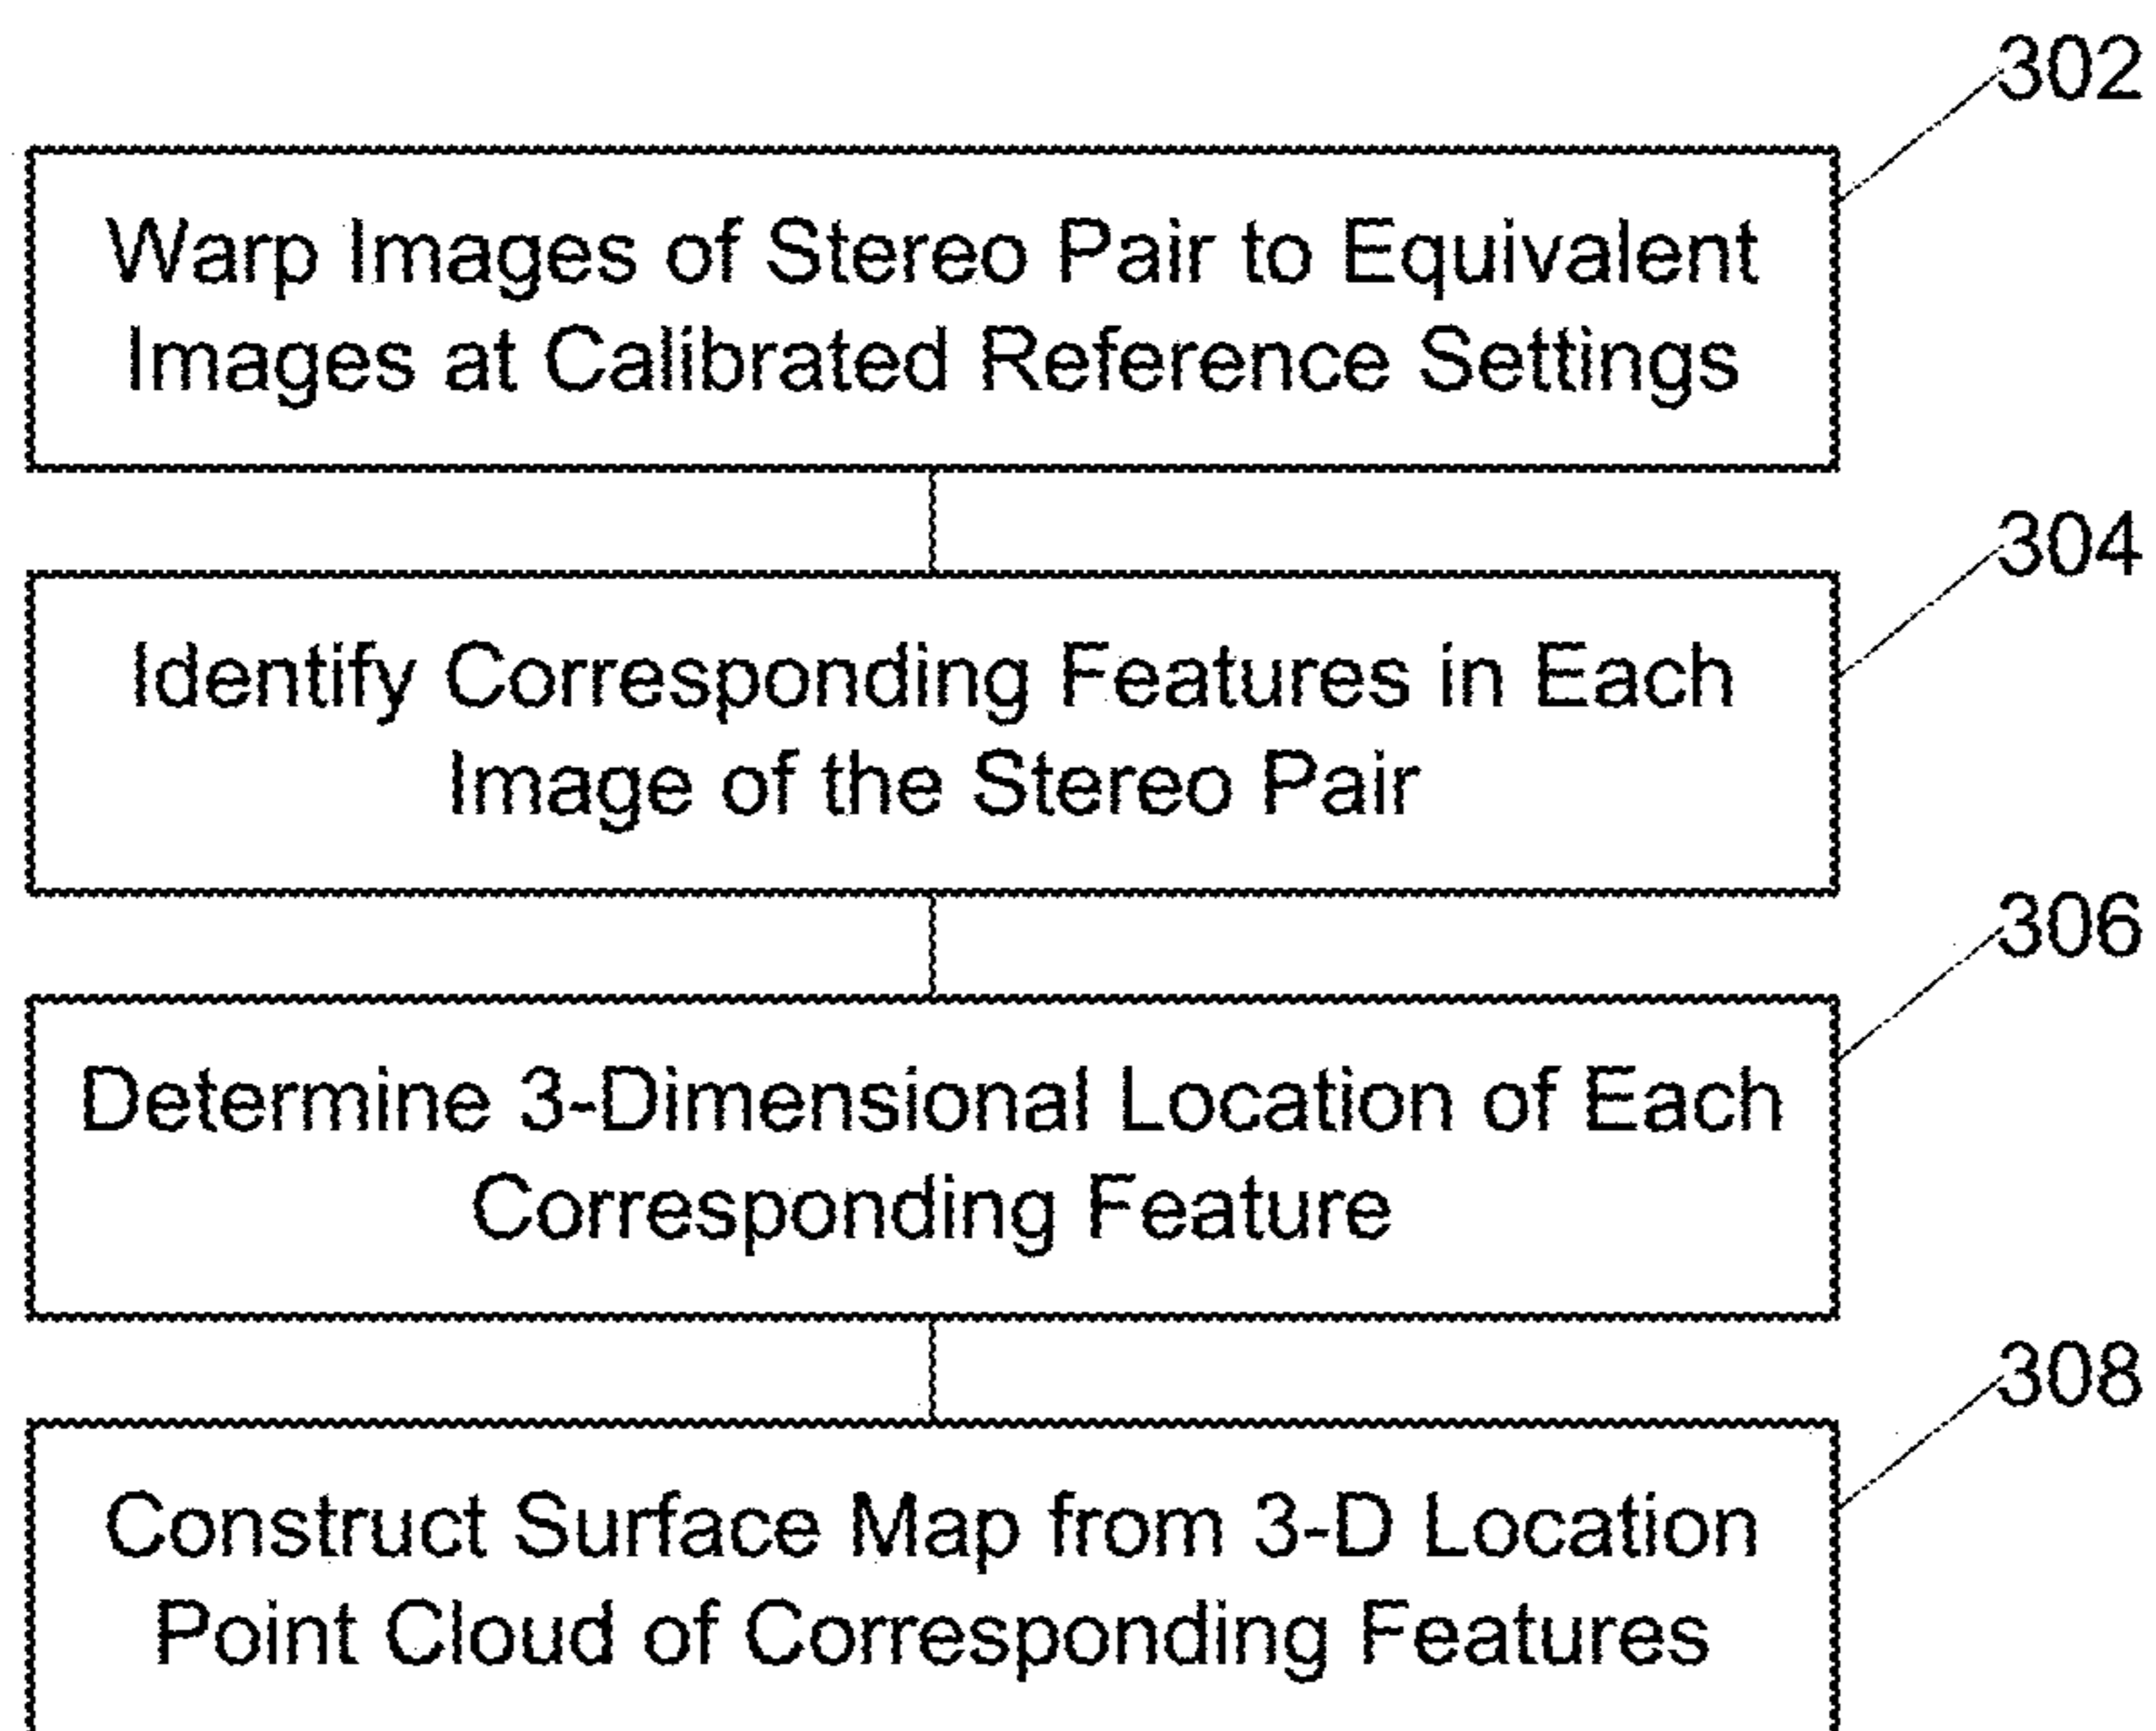 302
Warp Images of Stereo Pair to Equivalent
Images at Calibrated Reference Settings
304
Identify Corresponding Features in Each
Image of the Stereo Pair
306
Determine 3-Dimensional Location of Each
Corresponding Feature
308
Construct Surface Map from 3-D Location
Point Cloud of Corresponding Features